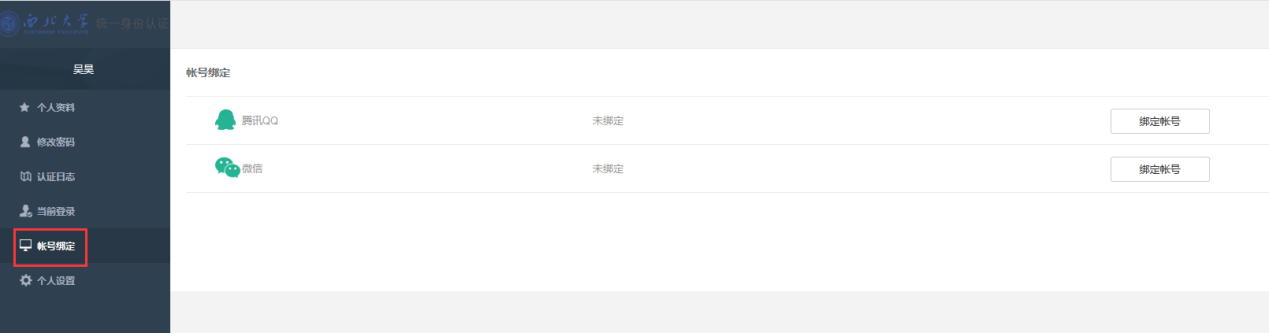 西北大学 统一身份认证
吴昊
个人资料
修改密码
认证日志
当前登录
帐号绑定
个人设置
帐号绑定
腾讯QQ 未绑定 绑定帐号
微信 未绑定 绑定帐号